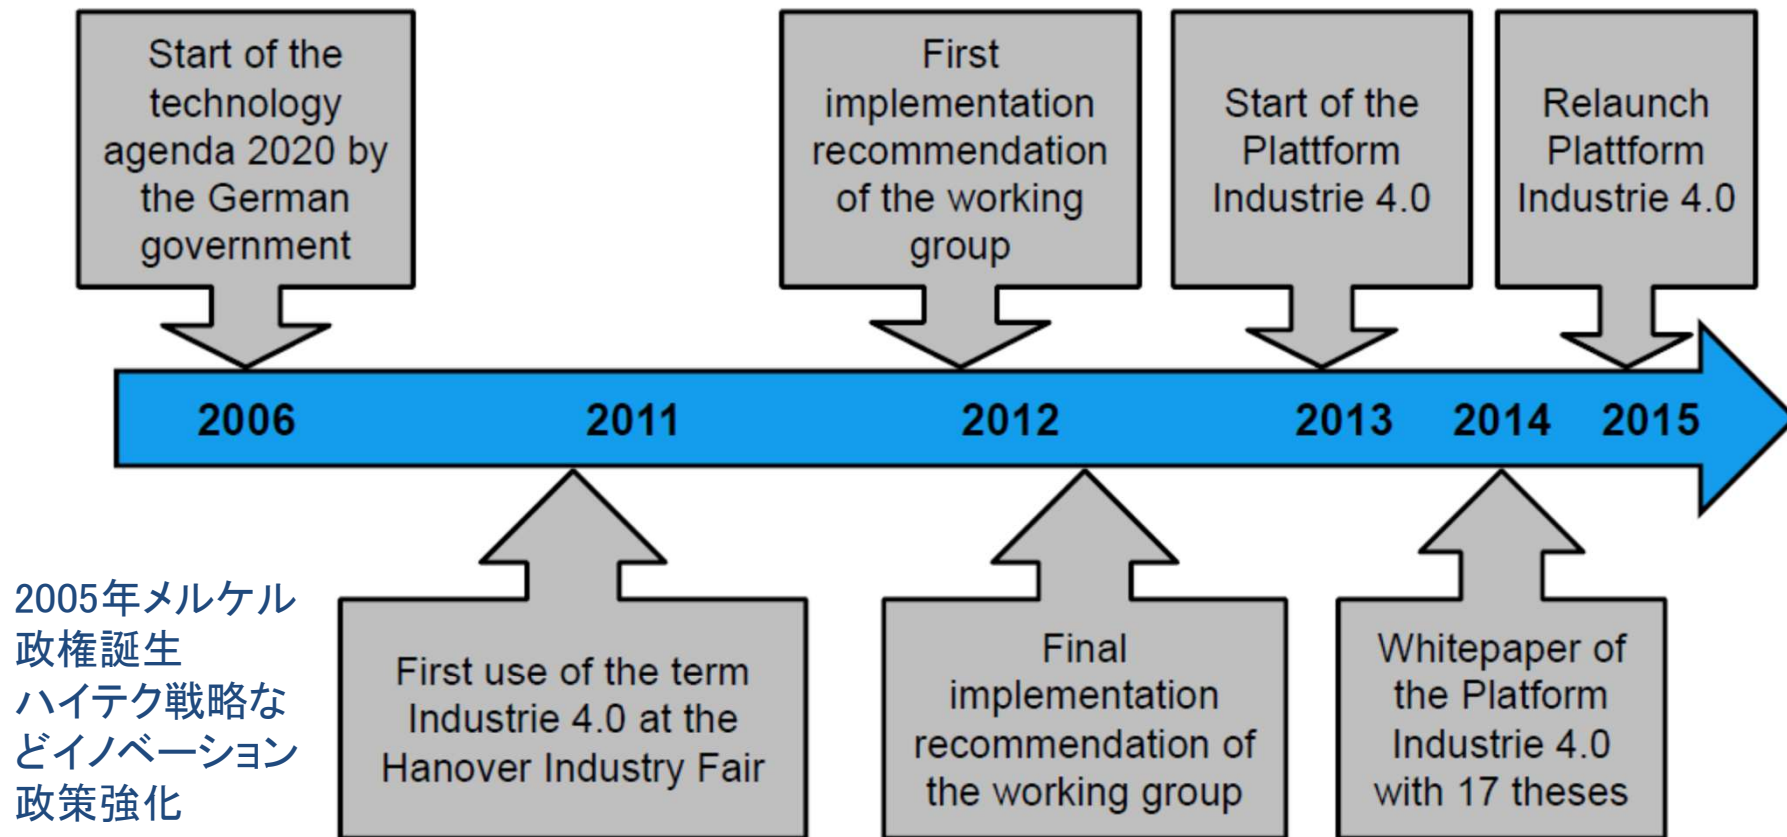 Start of the
technology
agenda 2020 by
the German
government
First
implementation
recommendation
of the working
group
Start of the
Plattform
Industrie 4.0
Relaunch
Plattform
Industrie 4.0
2006 2011 2012 2013 2014 2015
2005年メルケル
政権誕生
ハイテク戦略な
どイノベーション
政策強化
First use of the term
Industrie 4.0 at the
Hanover Industry Fair
Final
implementation
recommendation of
the working group
Whitepaper of
the Platform
Industrie 4.0
with 17 theses